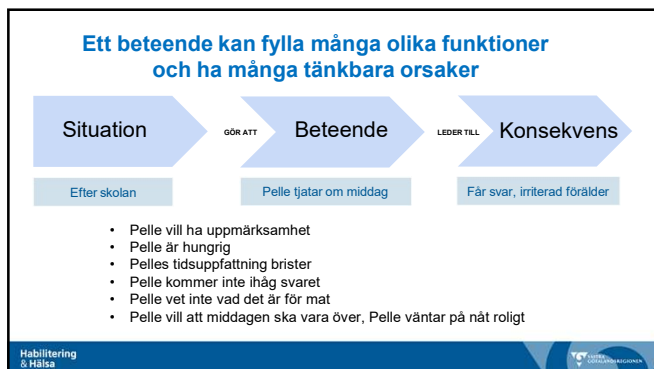 Ett beteende kan fylla många olika funktioner
och ha många tänkbara orsaker
Situation
GÖR ATT
Beteende
LEDER TILL
Konsekvens
Efter skolan
Pelle tjatar om middag
Får svar, irriterad förälder
• Pelle vill ha uppmärksamhet
• Pelle är hungrig
• Pelles tidsuppfattning brister
• Pelle kommer inte ihåg svaret
• Pelle vet inte vad det är för mat
• Pelle vill att middagen ska vara över, Pelle väntar på nåt roligt
Habilitering
& Hälsa
VÄSTRA
GÖTALANDSREGIONEN